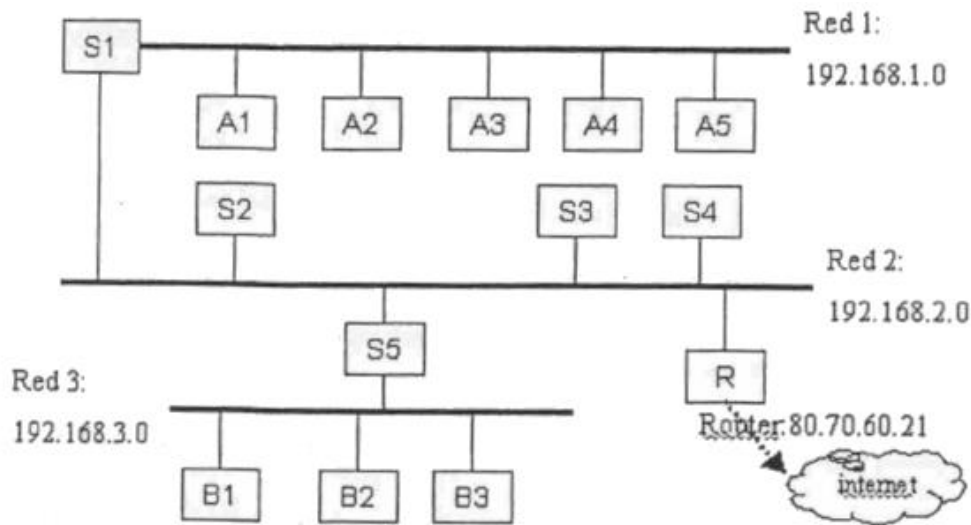 S1
Red 1:
192.168.1.0
A1
A2
A3
A4
A5
S2
S3
S4
Red 2:
192.168.2.0
S5
R
Red 3:
192.168.3.0
Router:80.70.60.21
internet
B1
B2
B3